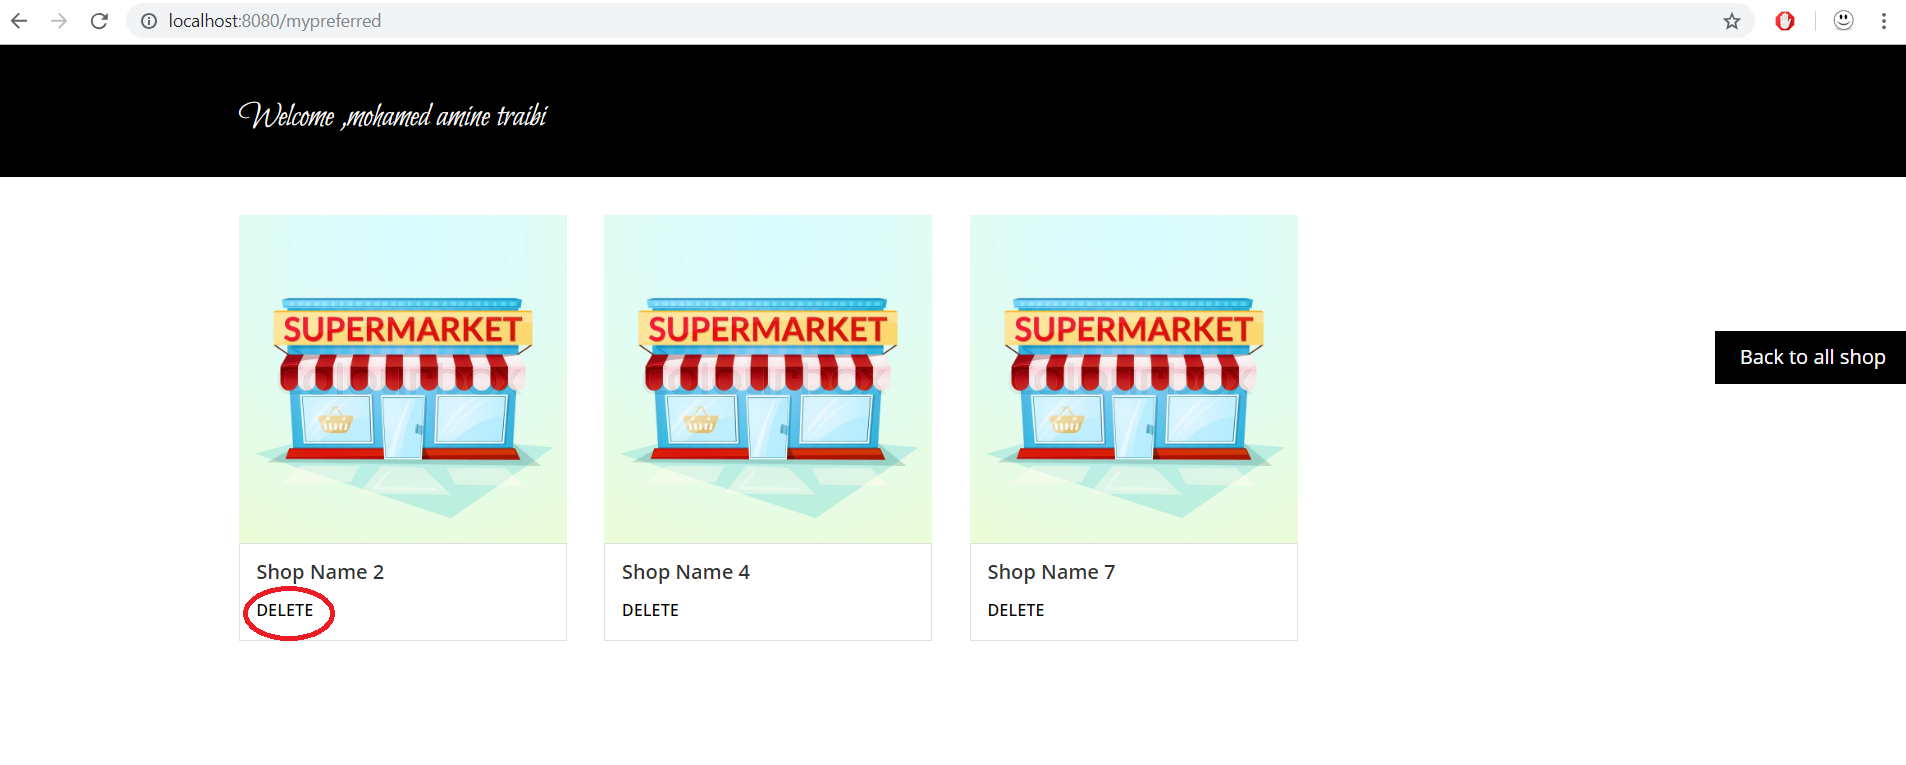 localhost:8080/mypreferred
Welcome ,mohamed amine traibi
SUPERMARKET
SUPERMARKET
SUPERMARKET
Back to all shop
Shop Name 2
Shop Name 4
Shop Name 7
DELETE
DELETE
DELETE